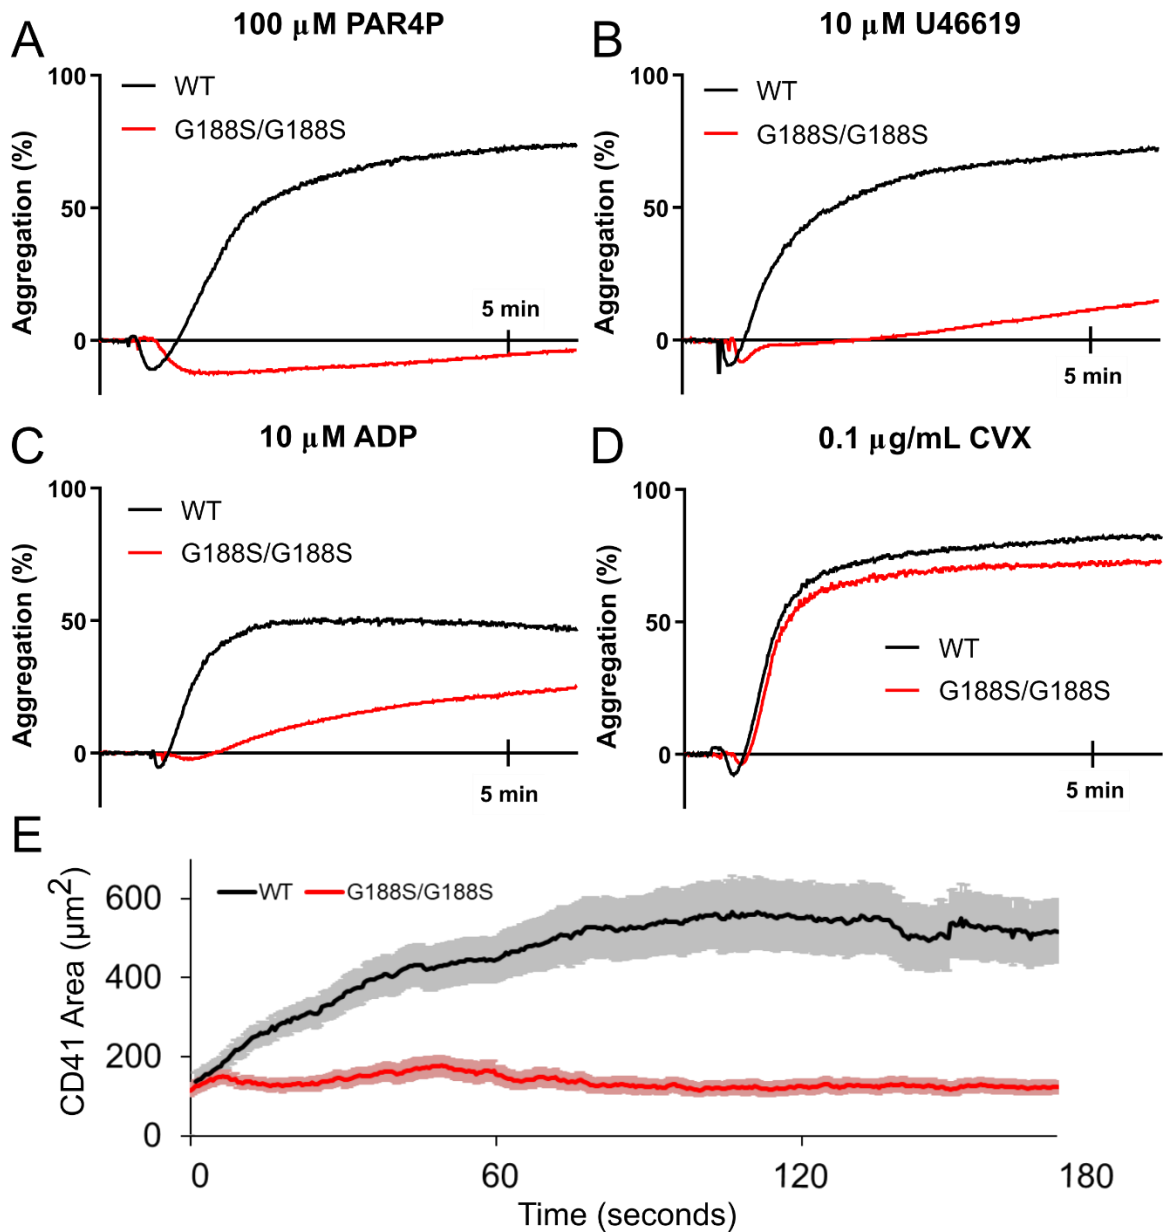 A
100 μM PAR4P
100
WT
G188S/G188S
Aggregation (%)
50
5 min
0
B
10 μM U46619
100
WT
G188S/G188S
Aggregation (%)
50
0
5 min
C
10 μM ADP
100
WT
G188S/G188S
Aggregation (%)
50
0
5 min
D
0.1 μg/mL CVX
100
Aggregation (%)
50
WT
G188S/G188S
0
5 min
E
WT G188S/G188S
CD41 Area (μm²)
600
400
200
0
0 60 120 180
Time (seconds)